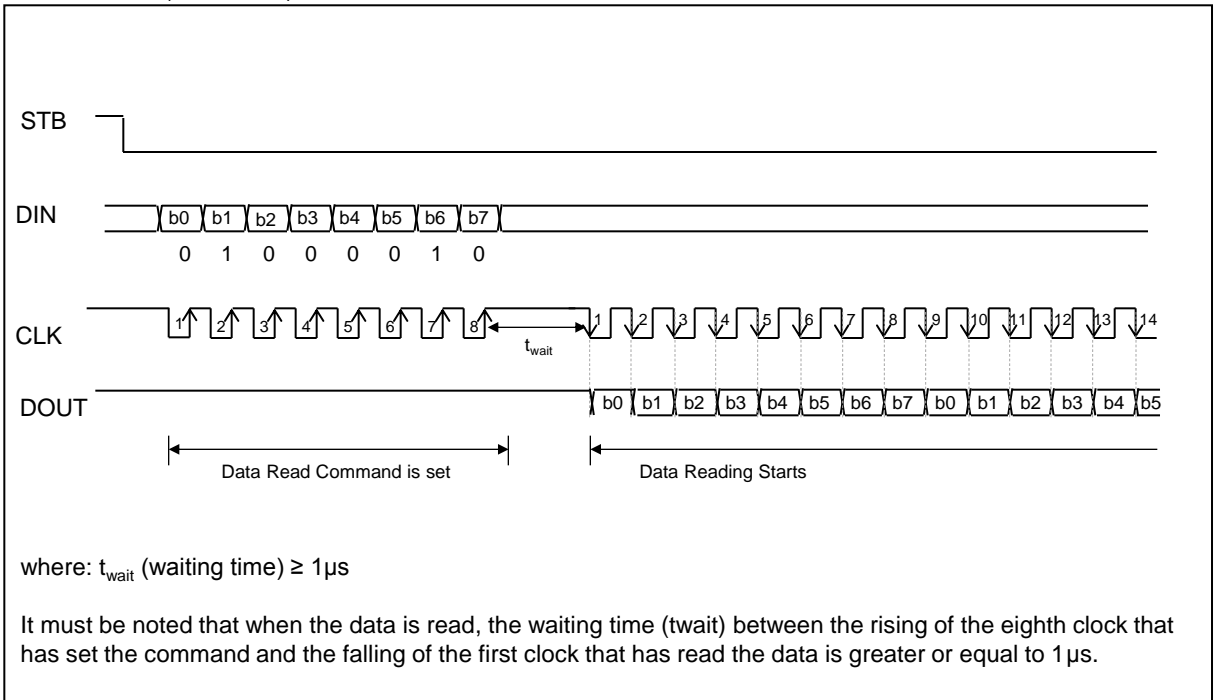 STB
DIN
b0 b1 b2 b3 b4 b5 b6 b7
0 1 0 0 0 0 1 0
CLK
1 2 3 4 5 6 7 8 1 2 3 4 5 6 7 8 9 10 11 12 13 14
twait
DOUT
b0 b1 b2 b3 b4 b5 b6 b7 b0 b1 b2 b3 b4 b5
Data Read Command is set Data Reading Starts
where: twait (waiting time) ≥ 1µs
It must be noted that when the data is read, the waiting time (twait) between the rising of the eighth clock that
has set the command and the falling of the first clock that has read the data is greater or equal to 1µs.